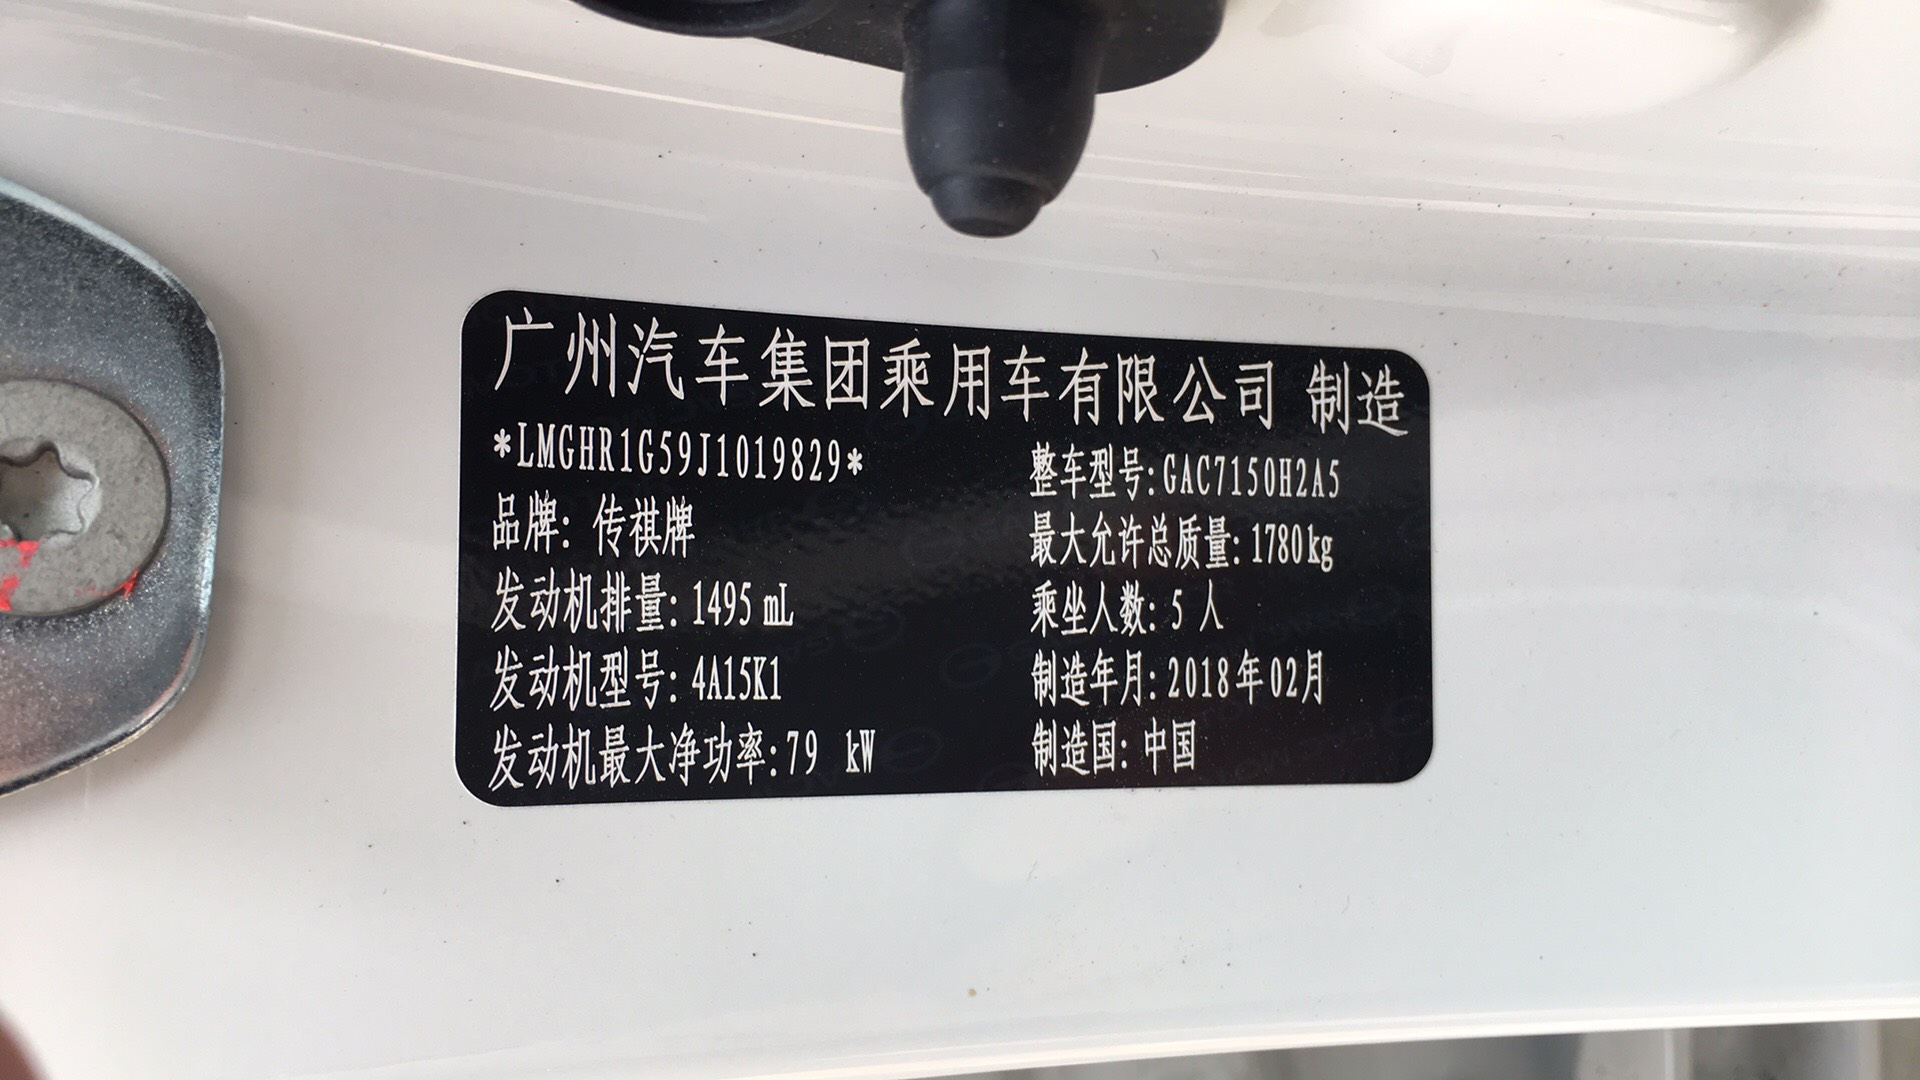 广州汽车集团乘用车有限公司 制造
*LMGHR1G59J1019829*
整车型号:GAC7150H2A5
品牌: 传祺牌
最大允许总质量:1780kg
发动机排量: 1495 mL
乘坐人数: 5 人
发动机型号: 4A15K1
制造年月: 2018年02月
发动机最大净功率:79 kW
制造国: 中国